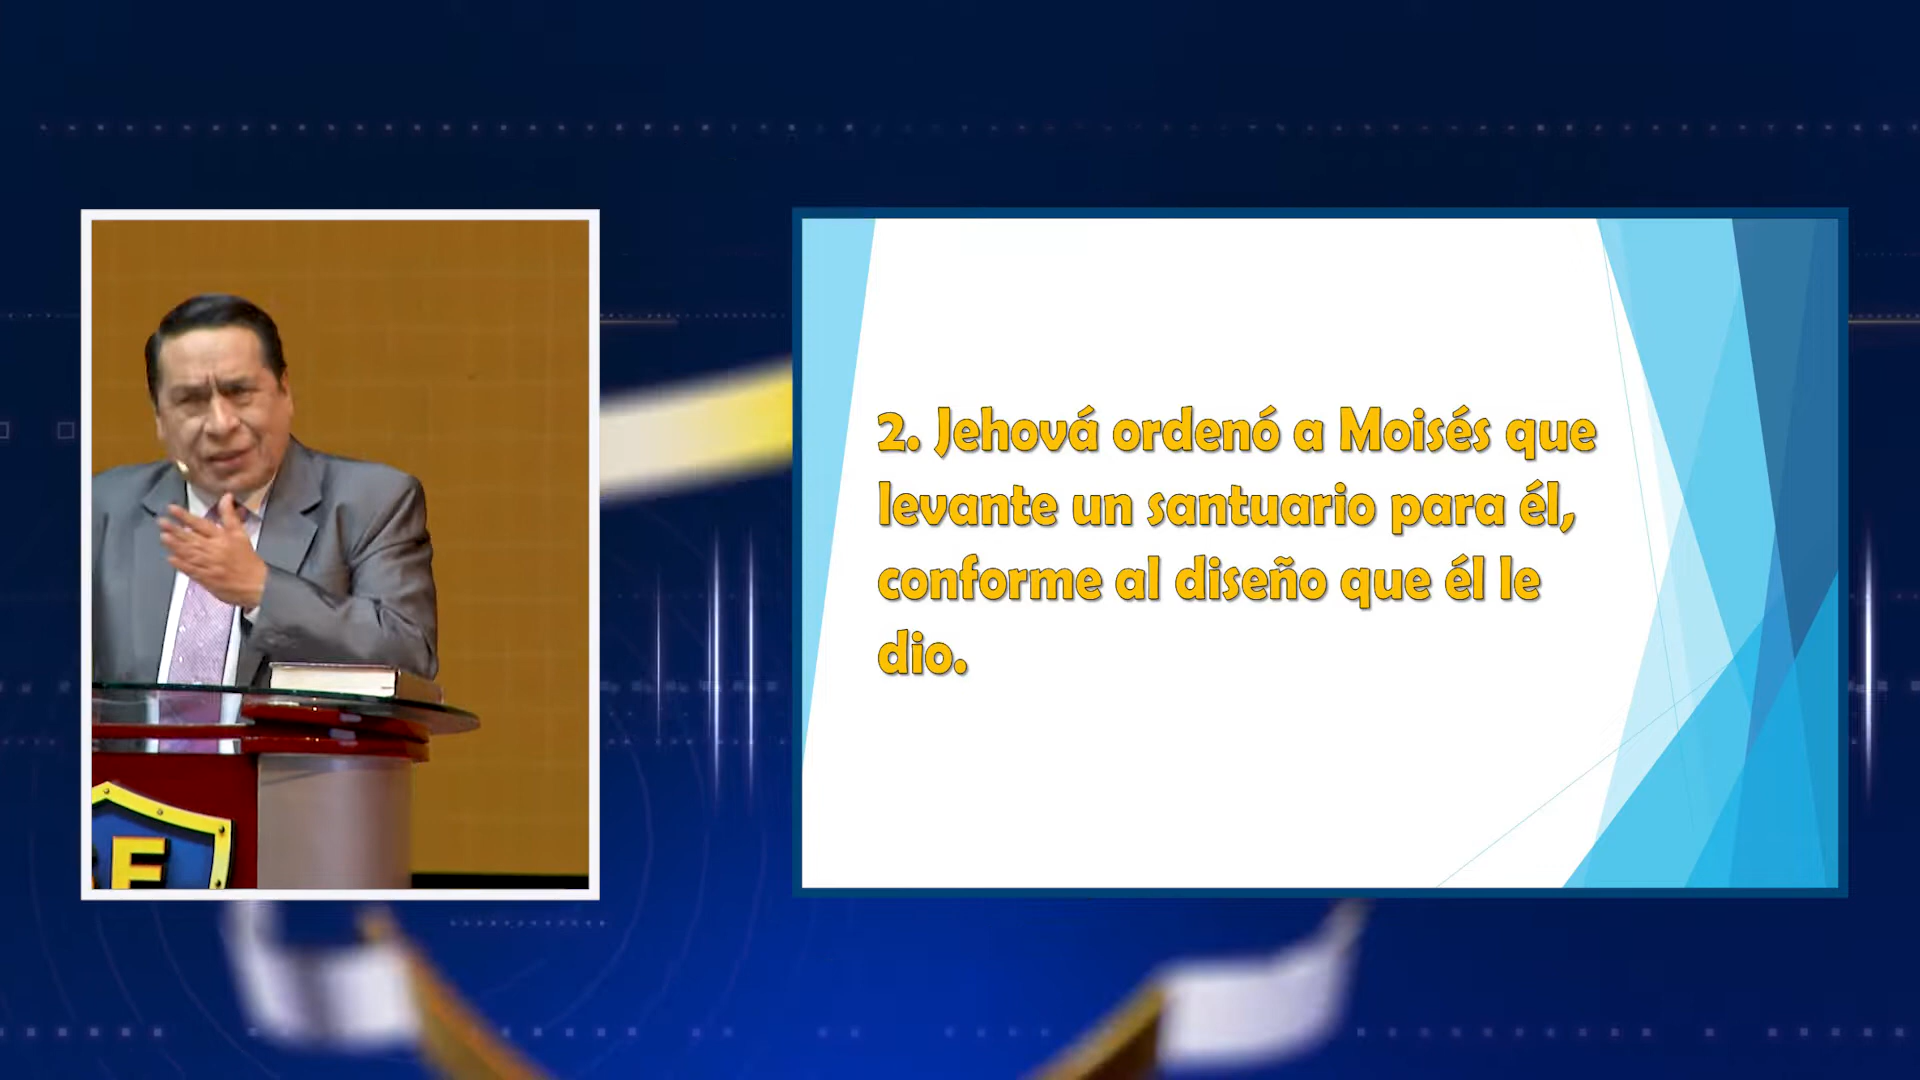 2. Jehová ordenó a Moisés que
levante un santuario para él,
conforme al diseño que él le
dio.
E